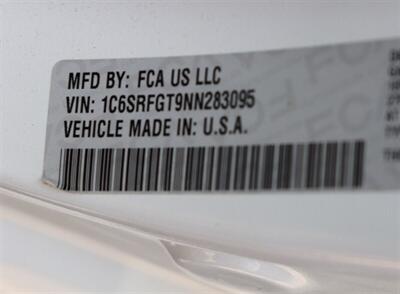 MFD BY: FCA US LLC
VIN: 1C6SRFGT9NN283095
VEHICLE MADE IN: U.S.A.